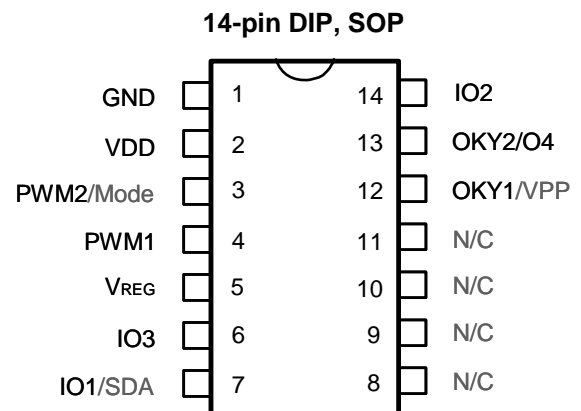 14-pin DIP, SOP
GND 1 14 IO2
VDD 2 13 OKY2/O4
PWM2/Mode 3 12 OKY1/VPP
PWM1 4 11 N/C
VREG 5 10 N/C
IO3 6 9 N/C
IO1/SDA 7 8 N/C